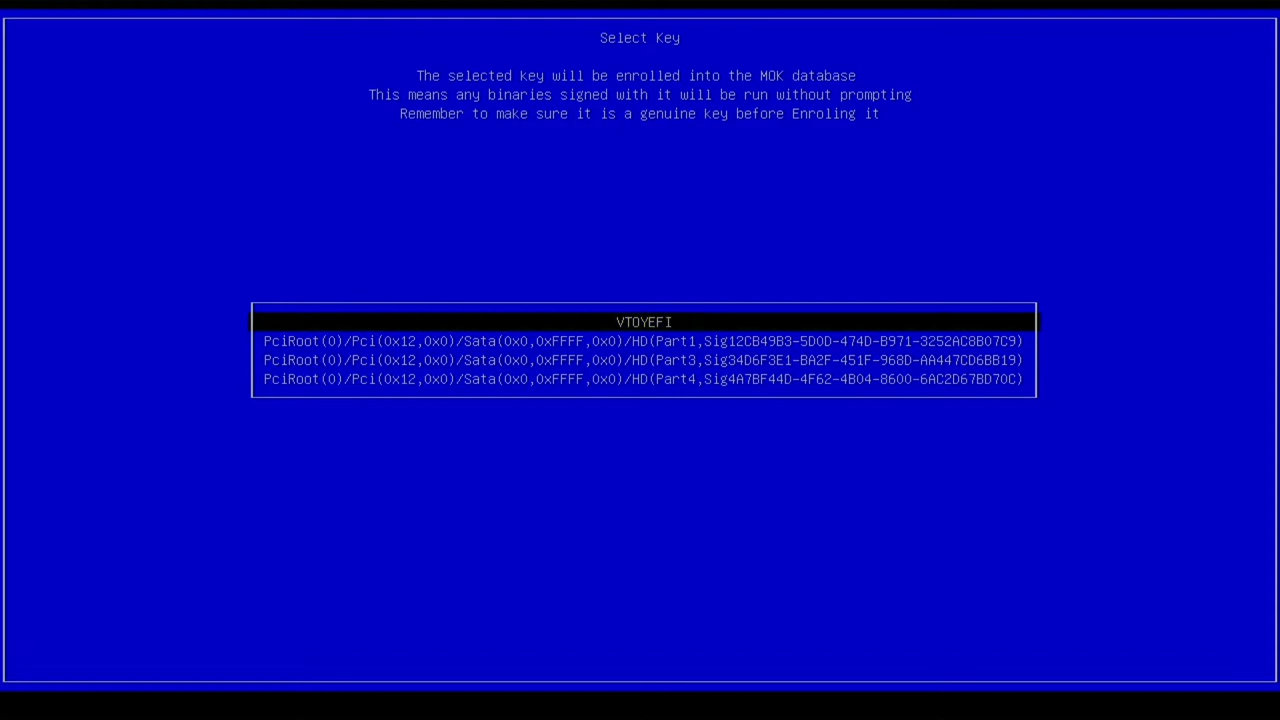 Select Key
The selected key will be enrolled into the MOK database
This means any binaries signed with it will be run without prompting
Remember to make sure it is a genuine key before Enroling it
VTOYEFI
PciRoot(0)/Pci(0x12,0x0)/Sata(0x0,0xFFFF,0x0)/HD(Part1,Sig12CB49B3-5D0D-474D-B971-3252AC8B07C9)
PciRoot(0)/Pci(0x12,0x0)/Sata(0x0,0xFFFF,0x0)/HD(Part3,Sig34D6F3E1-BA2F-451F-968D-AA447CD6BB19)
PciRoot(0)/Pci(0x12,0x0)/Sata(0x0,0xFFFF,0x0)/HD(Part4,Sig4A7BF44D-4F62-4B04-8600-6AC2D67BD70C)